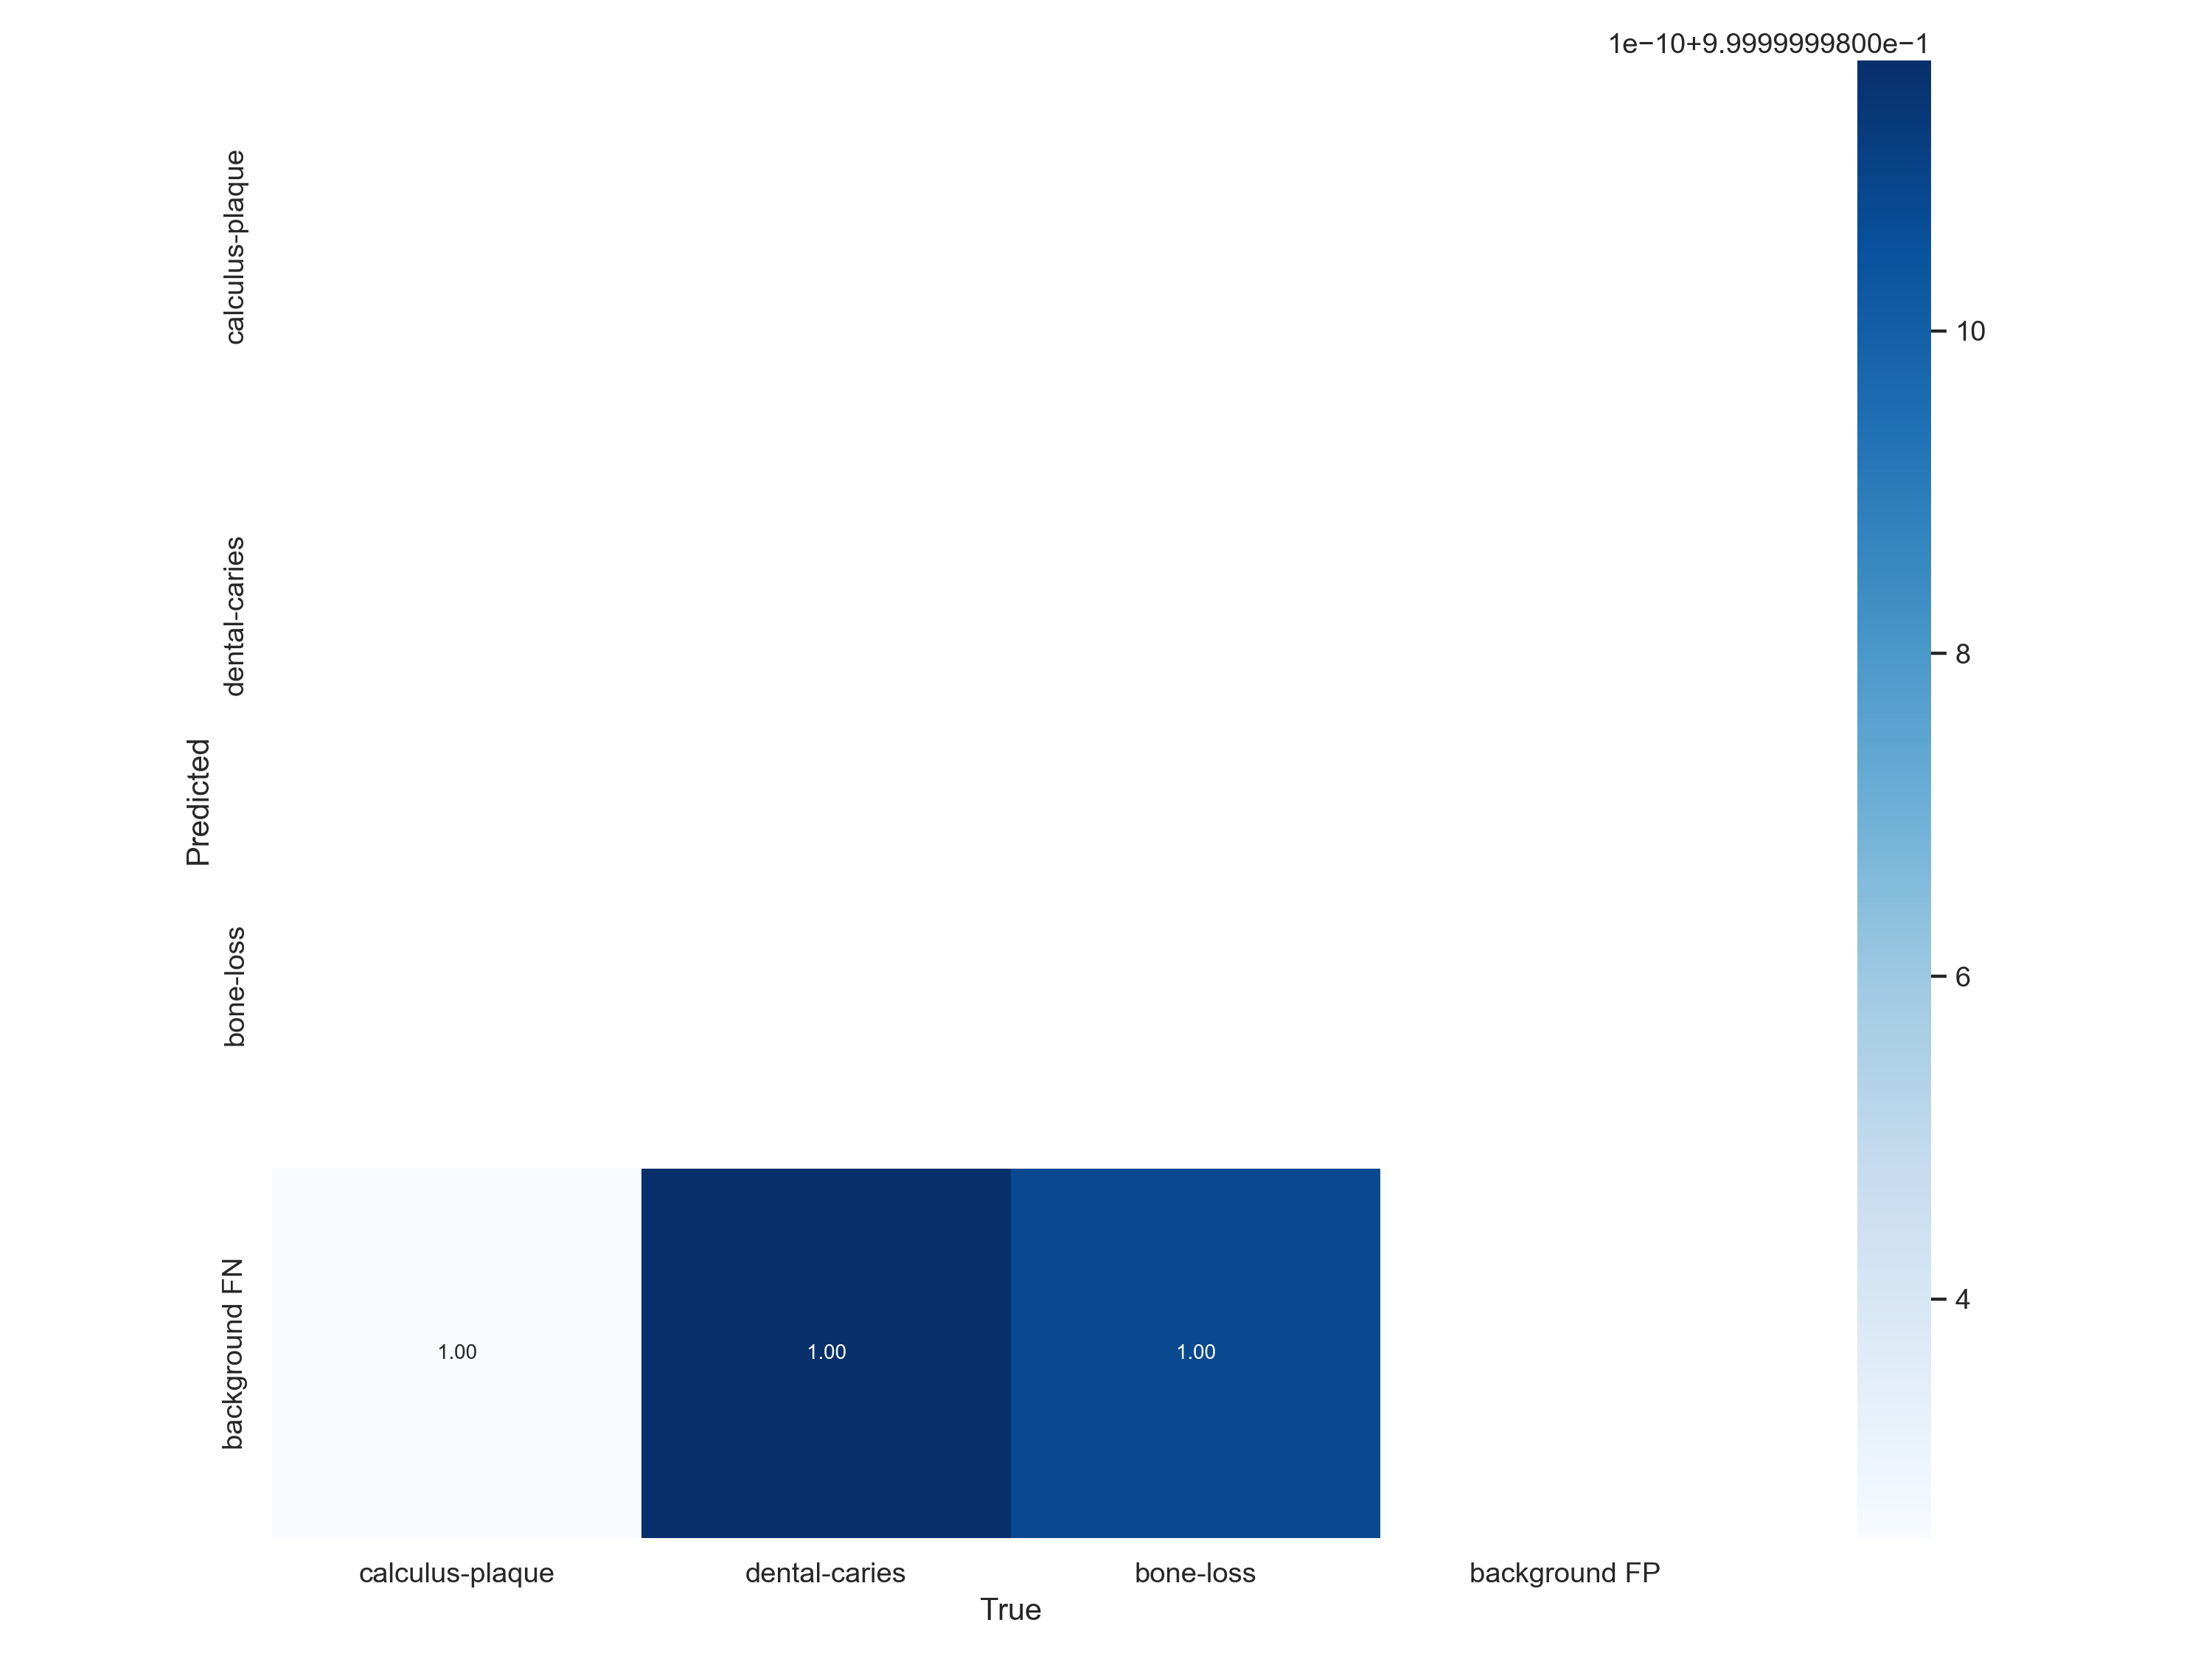 1e−10+9.9999999800e−1
calculus-plaque
dental-caries
bone-loss
background FN
Predicted
10
8
6
4
1.00 1.00 1.00
calculus-plaque dental-caries bone-loss background FP
True